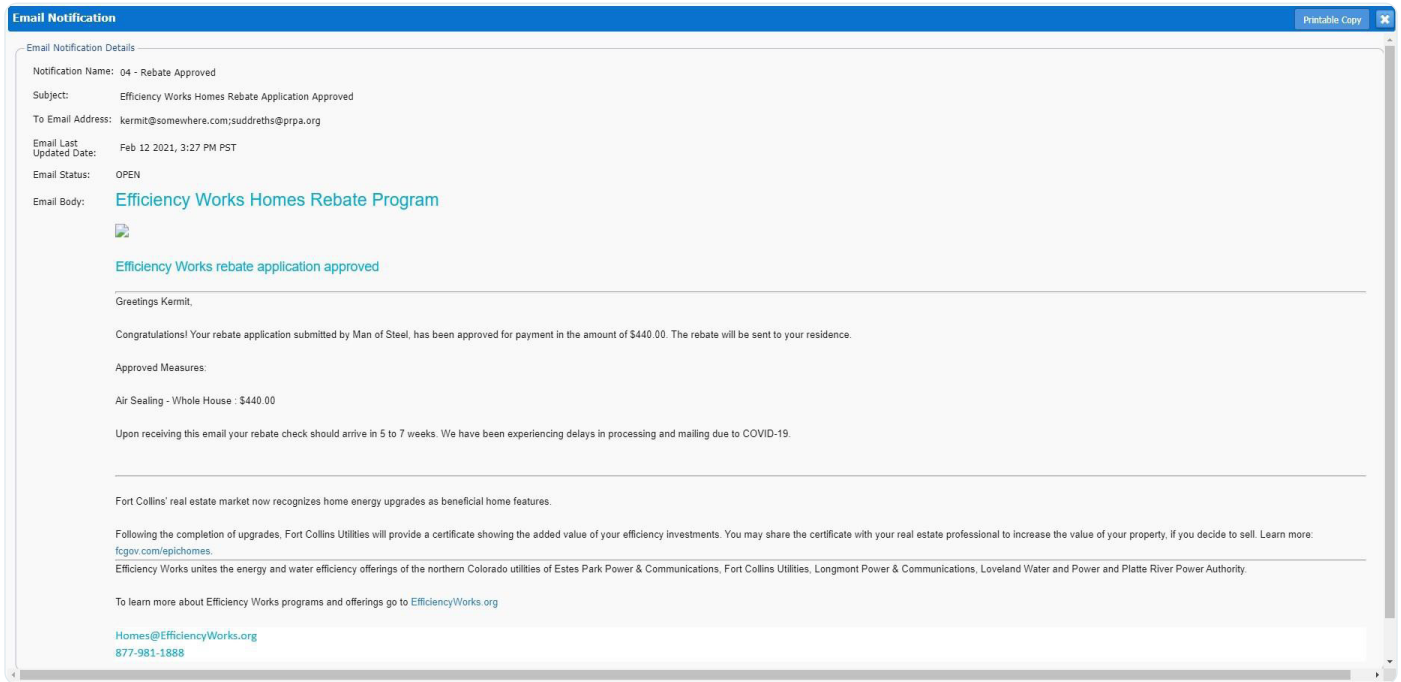 Email Notification
Printable Copy
Email Notification Details
Notification Name: 04 - Rebate Approved
Subject: Efficiency Works Homes Rebate Application Approved
To Email Address: kermit@somewhere.com;suddreths@prpa.org
Email Last
Updated Date: Feb 12 2021, 3:27 PM PST
Email Status: OPEN
Email Body: Efficiency Works Homes Rebate Program
Efficiency Works rebate application approved
Greetings Kermit,
Congratulations! Your rebate application submitted by Man of Steel, has been approved for payment in the amount of $440.00. The rebate will be sent to your residence.
Approved Measures:
Air Sealing - Whole House : $440.00
Upon receiving this email your rebate check should arrive in 5 to 7 weeks. We have been experiencing delays in processing and mailing due to COVID-19.
Fort Collins' real estate market now recognizes home energy upgrades as beneficial home features.
Following the completion of upgrades, Fort Collins Utilities will provide a certificate showing the added value of your efficiency investments. You may share the certificate with your real estate professional to increase the value of your property, if you decide to sell. Learn more:
fcgov.com/epichomes.
Efficiency Works unites the energy and water efficiency offerings of the northern Colorado utilities of Estes Park Power & Communications, Fort Collins Utilities, Longmont Power & Communications, Loveland Water and Power and Platte River Power Authority.
To learn more about Efficiency Works programs and offerings go to EfficiencyWorks.org
Homes@EfficiencyWorks.org
877-981-1888